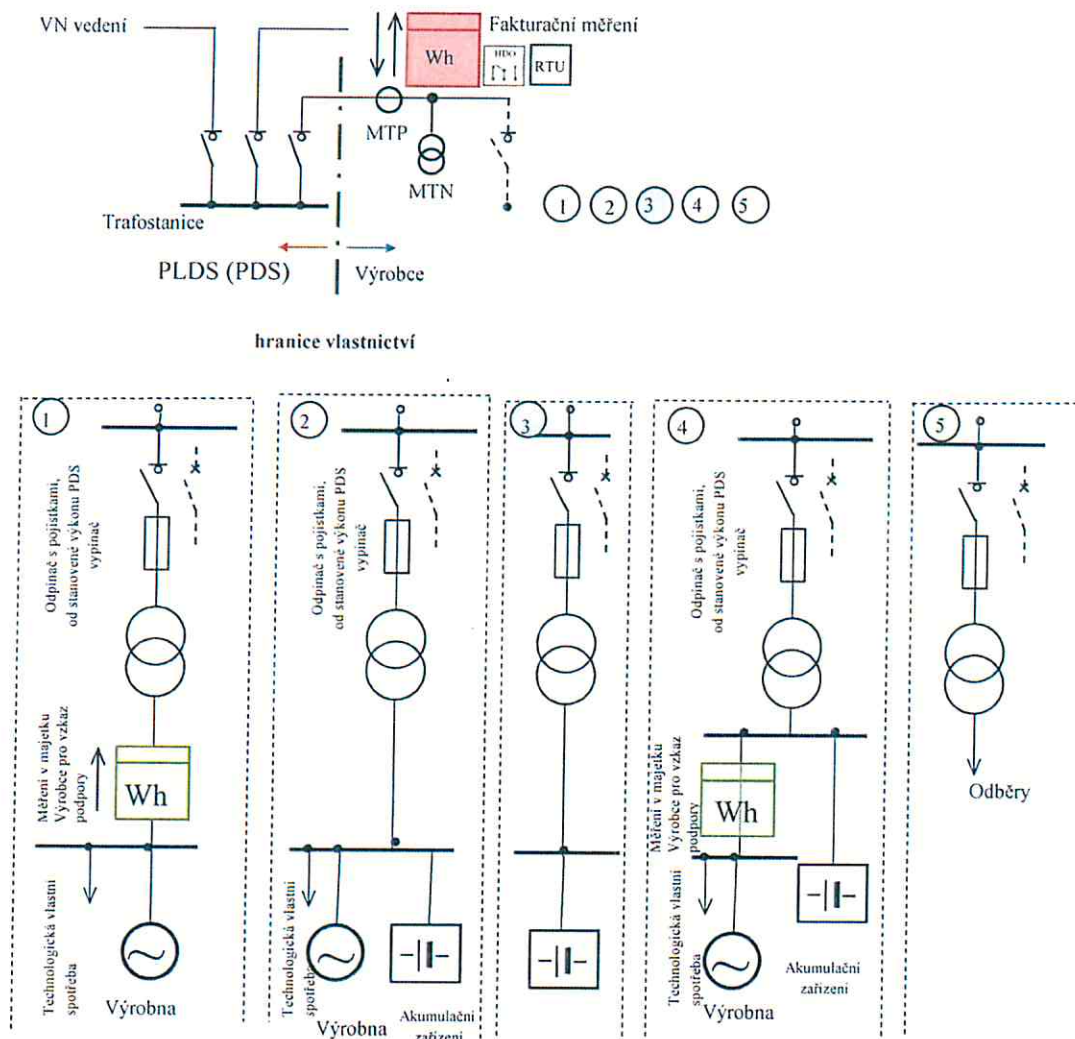 VN vedení
Fakturační měření
Wh
HDO
RTU
MTP
MTN
Trafostanice
1 2 3 4 5
PLDS (PDS)
Výrobce
hranice vlastnictví
1
Odpínač s pojistkami,
od stanovené výkonu PDS
vypínač
Měření v majetku
Výrobce pro vzkaz
podpory
Wh
Technologická vlastní
spotřeba
Výrobna
2
Odpínač s pojistkami,
od stanovené výkonu PDS
vypínač
Technologická vlastní
spotřeba
Výrobna
Akumulační
zařízení
3
4
Odpínač s pojistkami,
od stanovené výkonu PDS
vypínač
Měření v majetku
Výrobce pro vzkaz
podpory
Wh
Technologická vlastní
spotřeba
Výrobna
Akumulační
zařízení
5
Odběry